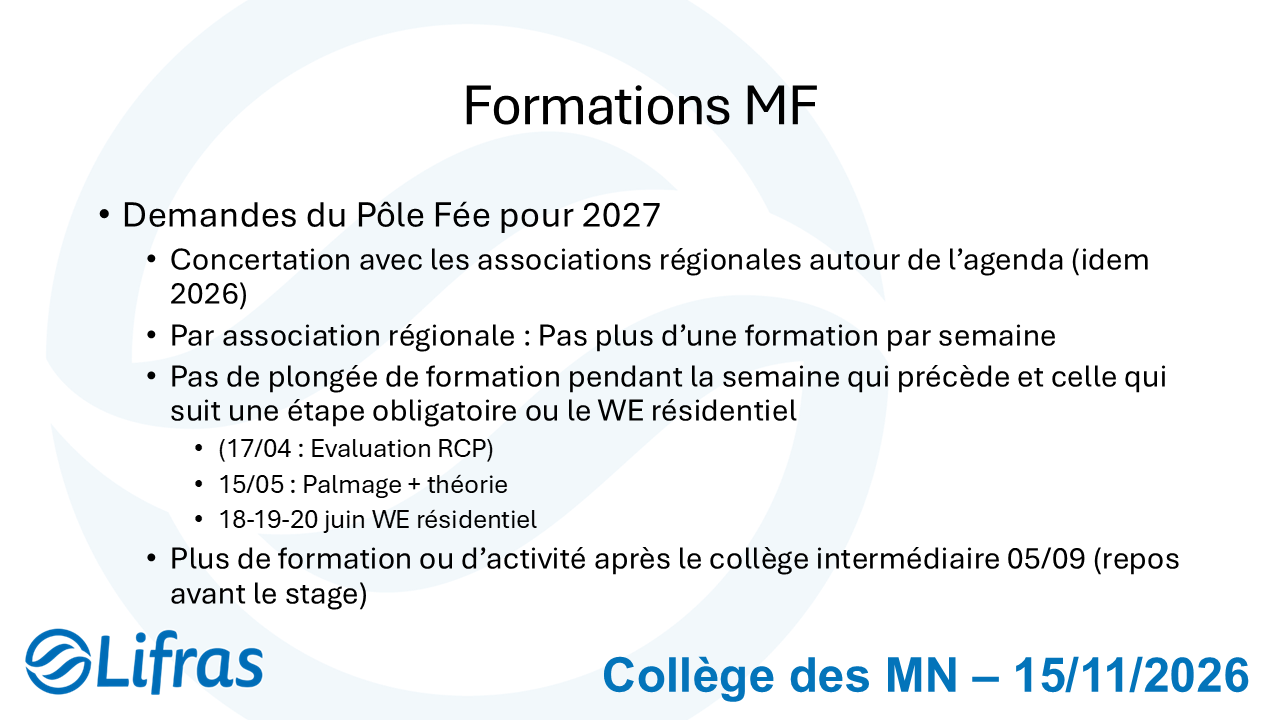 Formations MF
• Demandes du Pôle Fée pour 2027
• Concertation avec les associations régionales autour de l’agenda (idem
2026)
• Par association régionale : Pas plus d’une formation par semaine
• Pas de plongée de formation pendant la semaine qui précède et celle qui
suit une étape obligatoire ou le WE résidentiel
• (17/04 : Evaluation RCP)
• 15/05 : Palmage + théorie
• 18-19-20 juin WE résidentiel
• Plus de formation ou d’activité après le collège intermédiaire 05/09 (repos
avant le stage)
Lifras
Collège des MN – 15/11/2026